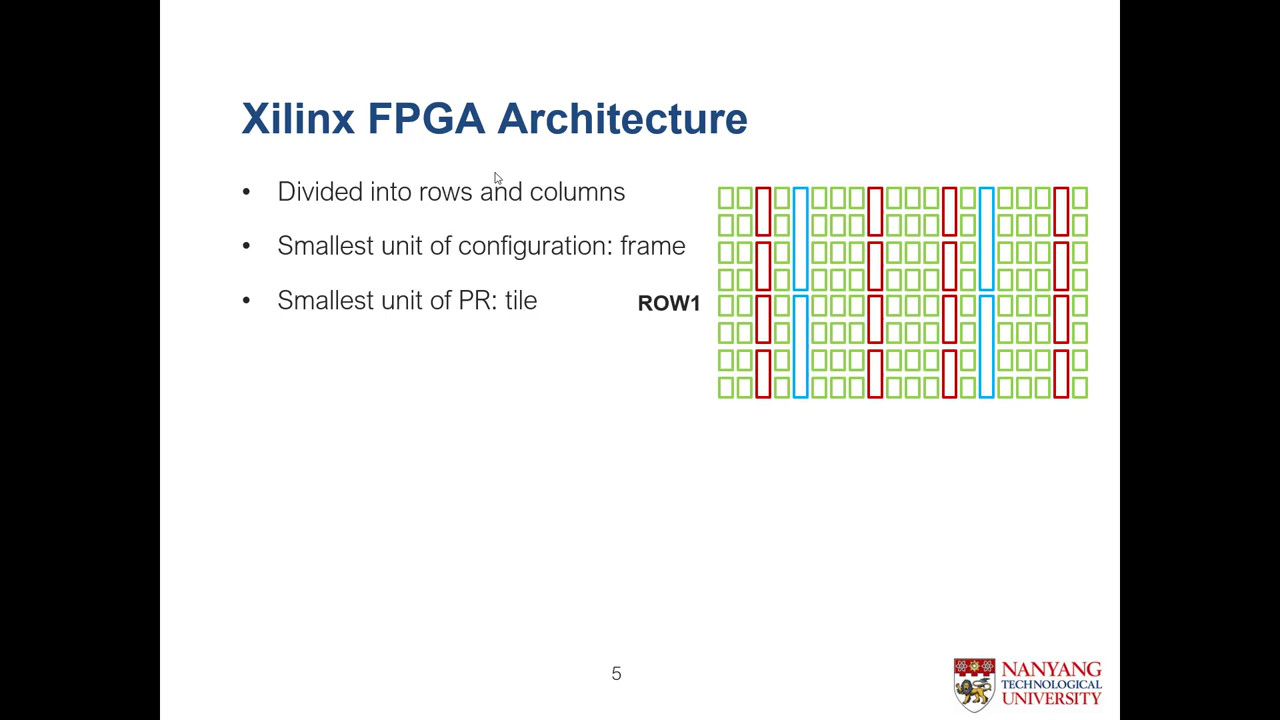 Xilinx FPGA Architecture
• Divided into rows and columns
• Smallest unit of configuration: frame
• Smallest unit of PR: tile
ROW1
5
NANYANG
TECHNOLOGICAL
UNIVERSITY